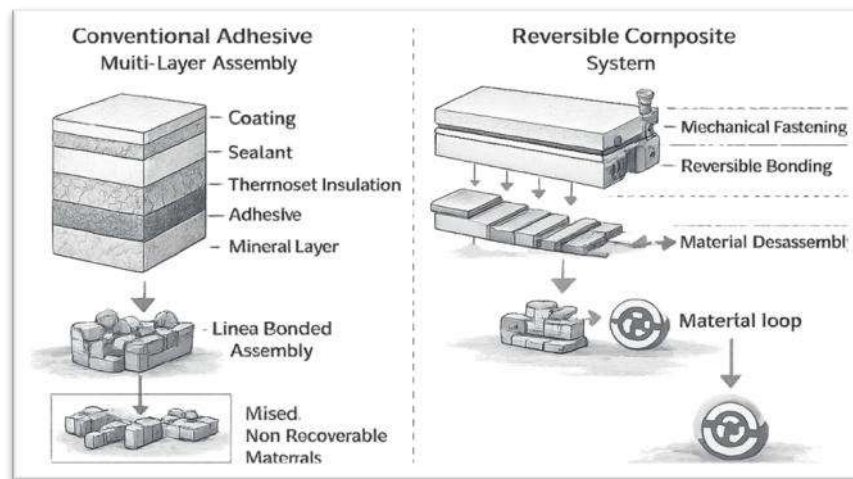 Conventional Adhesive
Muiti-Layer Assembly
Coating
Sealant
Thermoset Insulation
Adhesive
Mineral Layer
Linea Bonded
Assembly
Mised.
Non Recoverable
Materrals
Reversible Cornposite
System
Mechanical Fastening
Reversible Bonding
Material Desassembl
Material loop